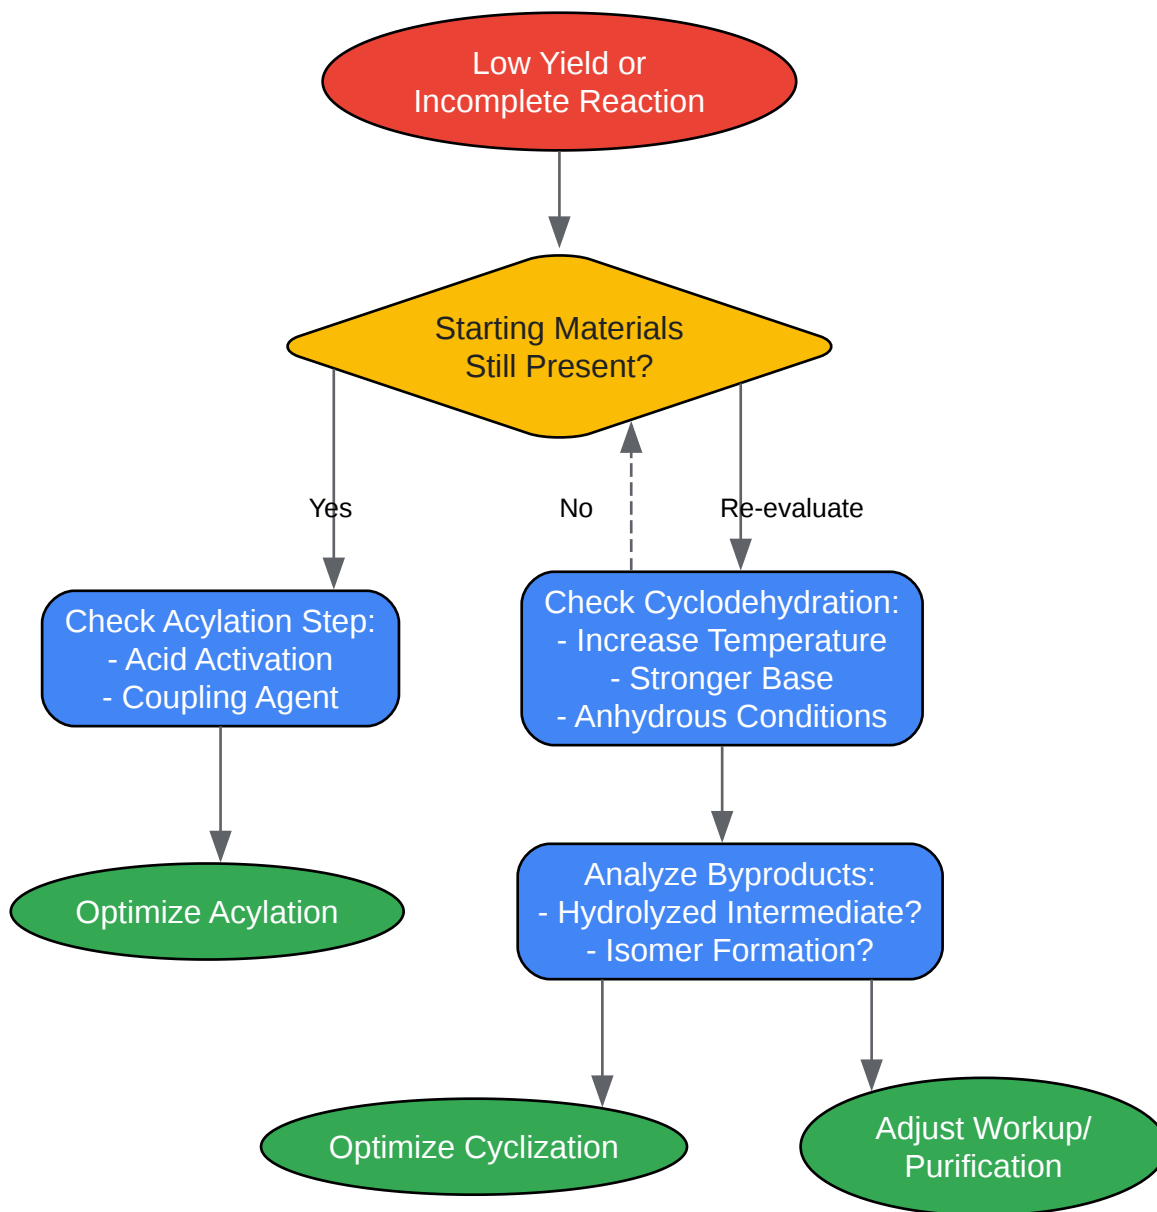 Low Yield or
Incomplete Reaction
Starting Materials
Still Present?
Yes
No
Re-evaluate
Check Acylation Step:
- Acid Activation
- Coupling Agent
Check Cyclodehydration:
- Increase Temperature
- Stronger Base
- Anhydrous Conditions
Optimize Acylation
Analyze Byproducts:
- Hydrolyzed Intermediate?
- Isomer Formation?
Optimize Cyclization
Adjust Workup/
Purification